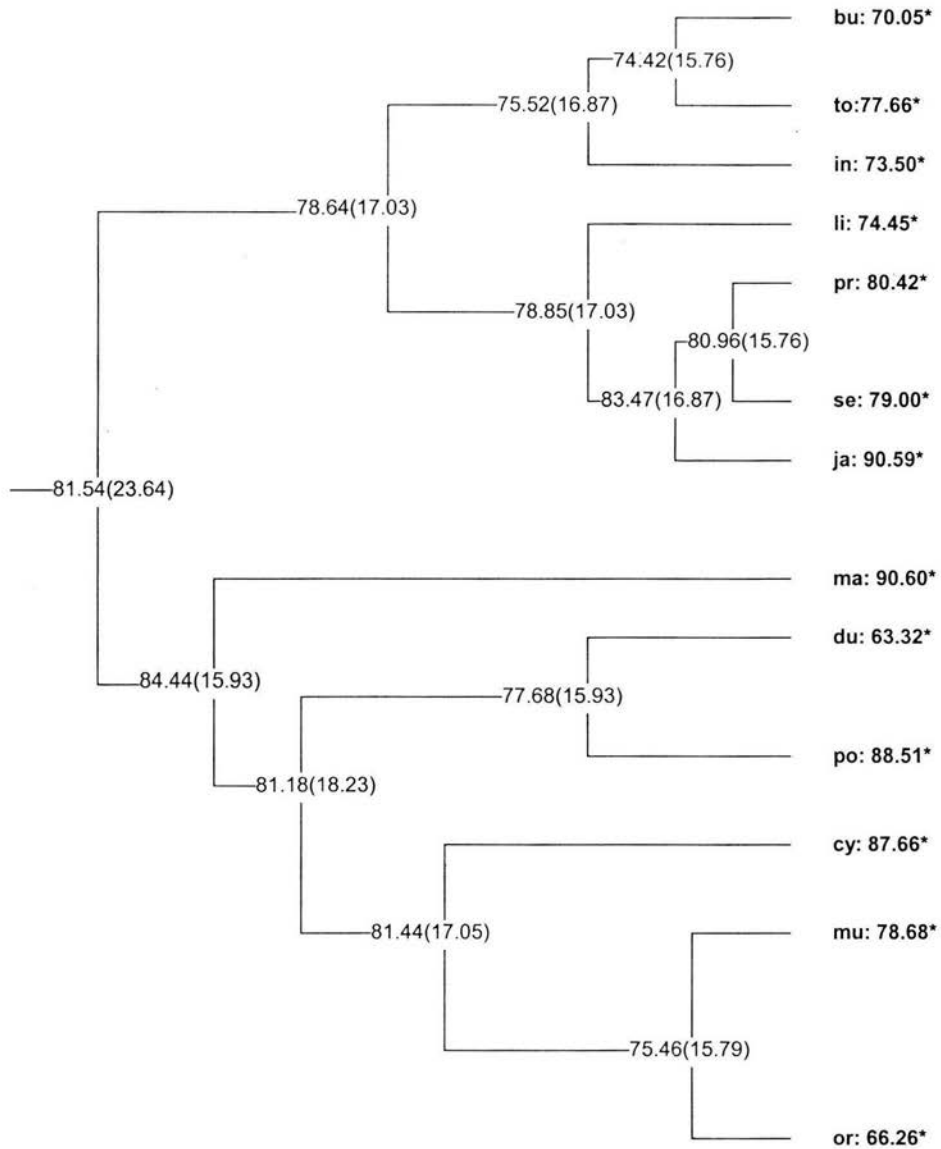 bu: 70.05*
74.42(15.76)
75.52(16.87)
to:77.66*
in: 73.50*
78.64(17.03)
li: 74.45*
pr: 80.42*
78.85(17.03)
80.96(15.76)
83.47(16.87)
se: 79.00*
ja: 90.59*
81.54(23.64)
ma: 90.60*
du: 63.32*
84.44(15.93)
77.68(15.93)
po: 88.51*
81.18(18.23)
cy: 87.66*
81.44(17.05)
mu: 78.68*
75.46(15.79)
or: 66.26*